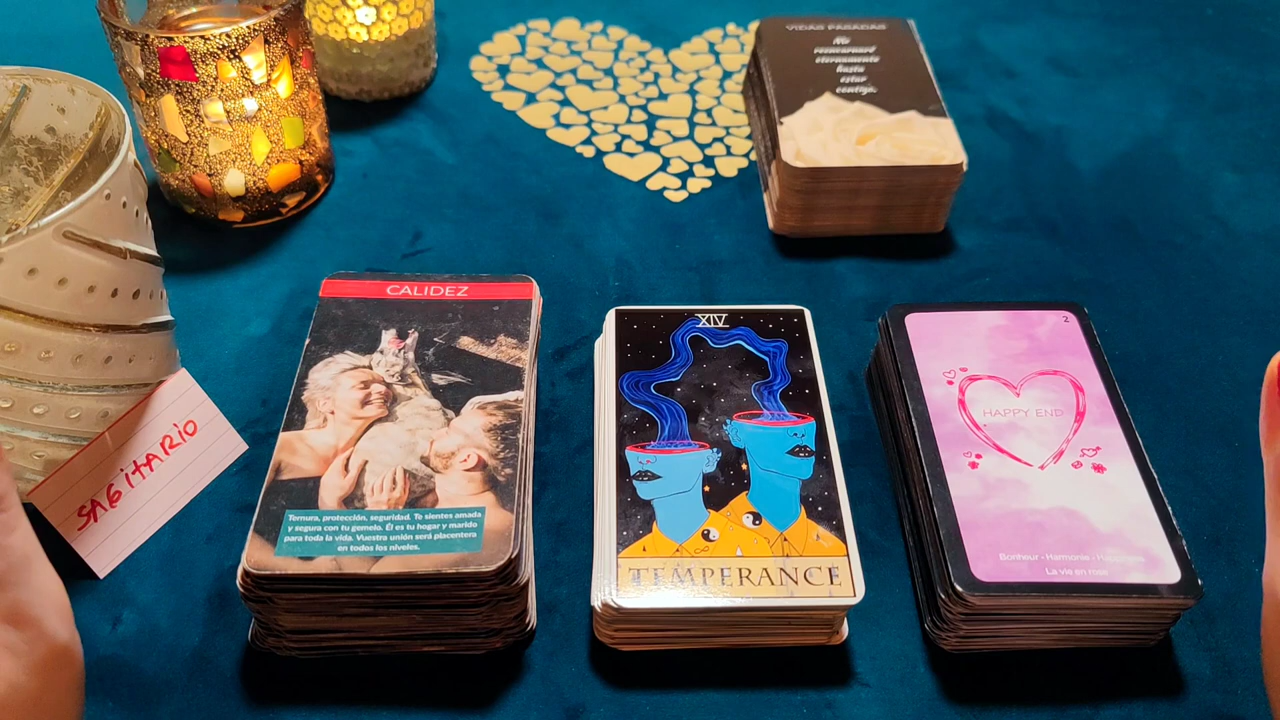 VIDAS PASADAS
Me
reencarnaré
eternamente
hasta
estar
contigo.
CALIDEZ
Ternura, protección, seguridad. Te sientes amada
y segura con tu gemelo. Él es tu hogar y marido
para toda la vida. Vuestra unión será placentera
en todos los niveles.
SAGITARIO
XIV
TEMPERANCE
2
HAPPY END
Bonheur - Harmonie - Happiness
La vie en rose